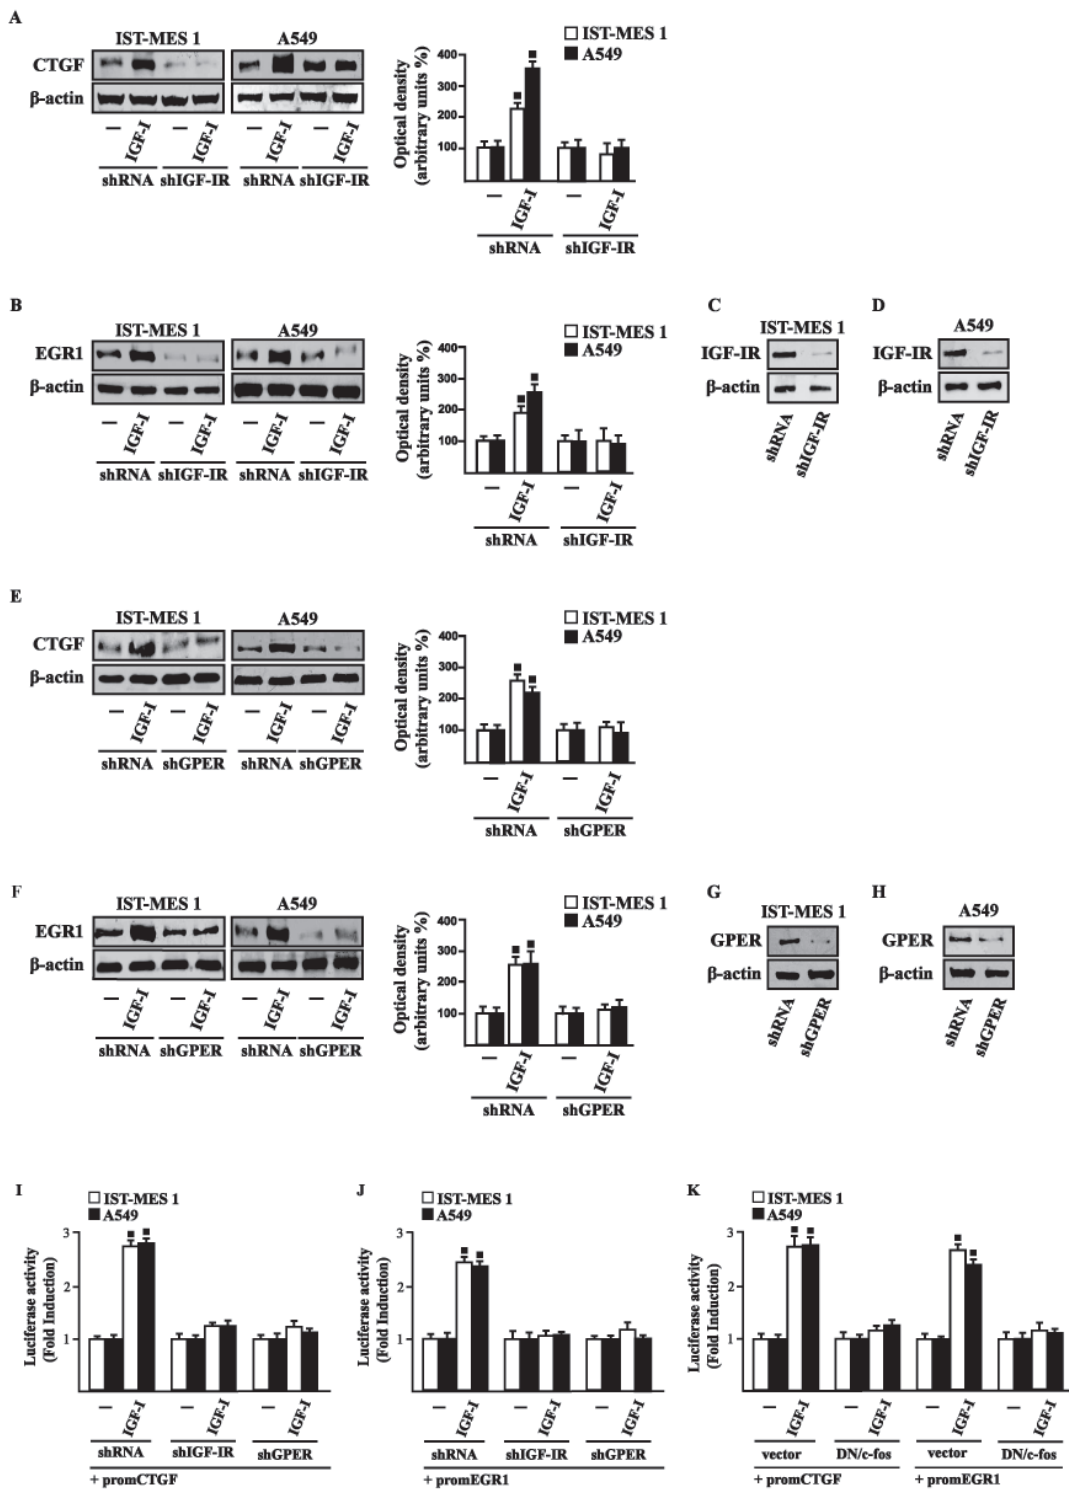 A
IST-MES 1 A549
CTGF
β-actin
— IGF-I — IGF-I — IGF-I — IGF-I
shRNA shIGF-IR shRNA shIGF-IR
IST-MES 1
A549
Optical density
(arbitrary units %)
400
300
200
100
— IGF-I — IGF-I
shRNA shIGF-IR
B
IST-MES 1 A549
EGR1
β-actin
— IGF-I — IGF-I — IGF-I — IGF-I
shRNA shIGF-IR shRNA shIGF-IR
IST-MES 1
A549
Optical density
(arbitrary units %)
400
300
200
100
— IGF-I — IGF-I
shRNA shIGF-IR
C
IST-MES 1
IGF-IR
β-actin
shRNA shIGF-IR
D
A549
IGF-IR
β-actin
shRNA shIGF-IR
E
IST-MES 1 A549
CTGF
β-actin
— IGF-I — IGF-I — IGF-I — IGF-I
shRNA shGPER shRNA shGPER
IST-MES 1
A549
Optical density
(arbitrary units %)
400
300
200
100
— IGF-I — IGF-I
shRNA shGPER
F
IST-MES 1 A549
EGR1
β-actin
— IGF-I — IGF-I — IGF-I — IGF-I
shRNA shGPER shRNA shGPER
IST-MES 1
A549
Optical density
(arbitrary units %)
400
300
200
100
— IGF-I — IGF-I
shRNA shGPER
G
IST-MES 1
GPER
β-actin
shRNA shGPER
H
A549
GPER
β-actin
shRNA shGPER
I
IST-MES 1
A549
Luciferase activity
(Fold Induction)
3
2
1
— IGF-I — IGF-I — IGF-I
shRNA shIGF-IR shGPER
+ promCTGF
J
IST-MES 1
A549
Luciferase activity
(Fold Induction)
3
2
1
— IGF-I — IGF-I — IGF-I
shRNA shIGF-IR shGPER
+ promEGR1
K
IST-MES 1
A549
Luciferase activity
(Fold Induction)
3
2
1
— IGF-I — IGF-I — IGF-I — IGF-I
vector DN/c-fos vector DN/c-fos
+ promCTGF + promEGR1